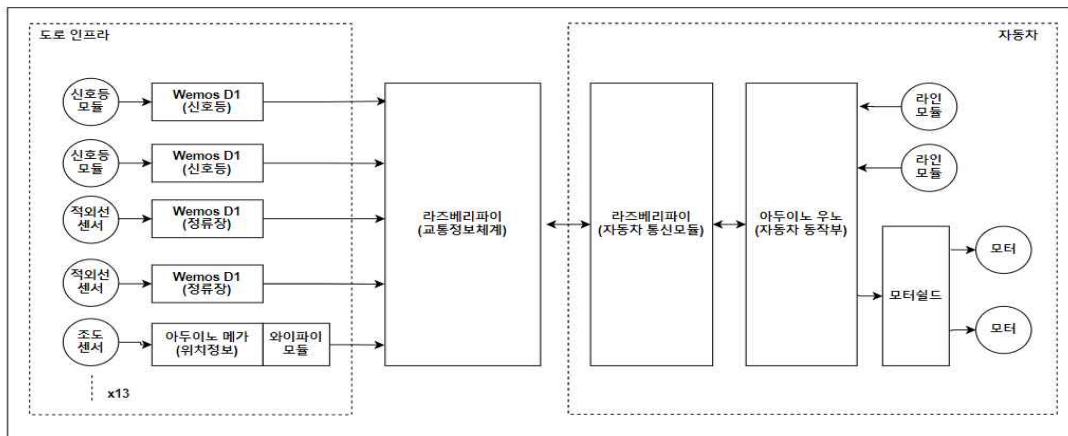 도로 인프라
자동차
신호등
모듈
Wemos D1
(신호등)
신호등
모듈
Wemos D1
(신호등)
적외선
센서
Wemos D1
(정류장)
적외선
센서
Wemos D1
(정류장)
조도
센서
아두이노 메가
(위치정보)
와이파이
모듈
x13
라즈베리파이
(교통정보체계)
라즈베리파이
(자동차 통신모듈)
아두이노 우노
(자동차 동작부)
라인
모듈
라인
모듈
모터쉴드
모터
모터